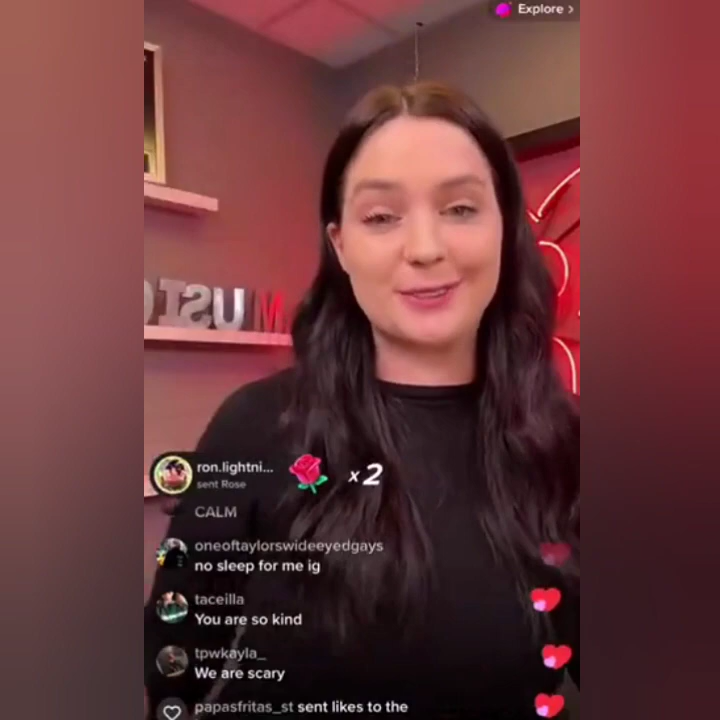 Explore >
MUSIC
ron.lightni...
sent Rose
x2
CALM
oneoftaylorswideeyedgays
no sleep for me ig
taceilla
You are so kind
tpwkayla_
We are scary
papasfritas_st sent likes to the